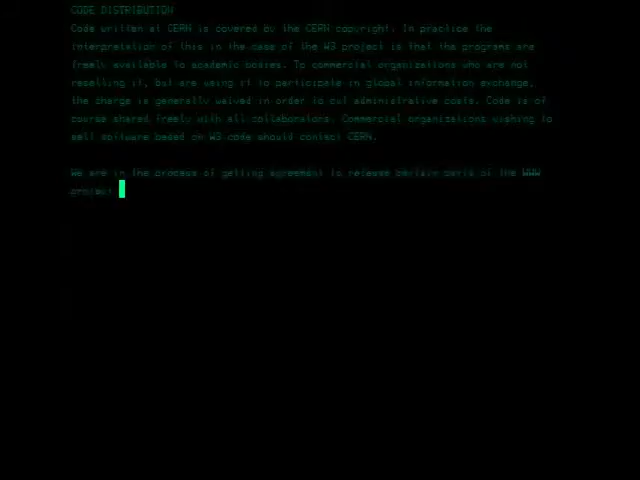 CODE DISTRIBUTION
Code written at CERN is covered by the CERN copyright. In practice the
interpretation of this in the case of the W3 project is that the programs are
freely available to academic bodies. To commercial organizations who are not
reselling it, but are using it to participate in global information exchange,
the charge is generally waived in order to cut administrative costs. Code is of
course shared freely with all collaborators. Commercial organizations wishing to
sell software based on W3 code should contact CERN.
We are in the process of getting agreement to release certain parts of the WWW
project